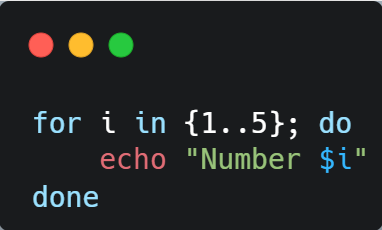 for i in {1..5}; do
    echo "Number $i"
done